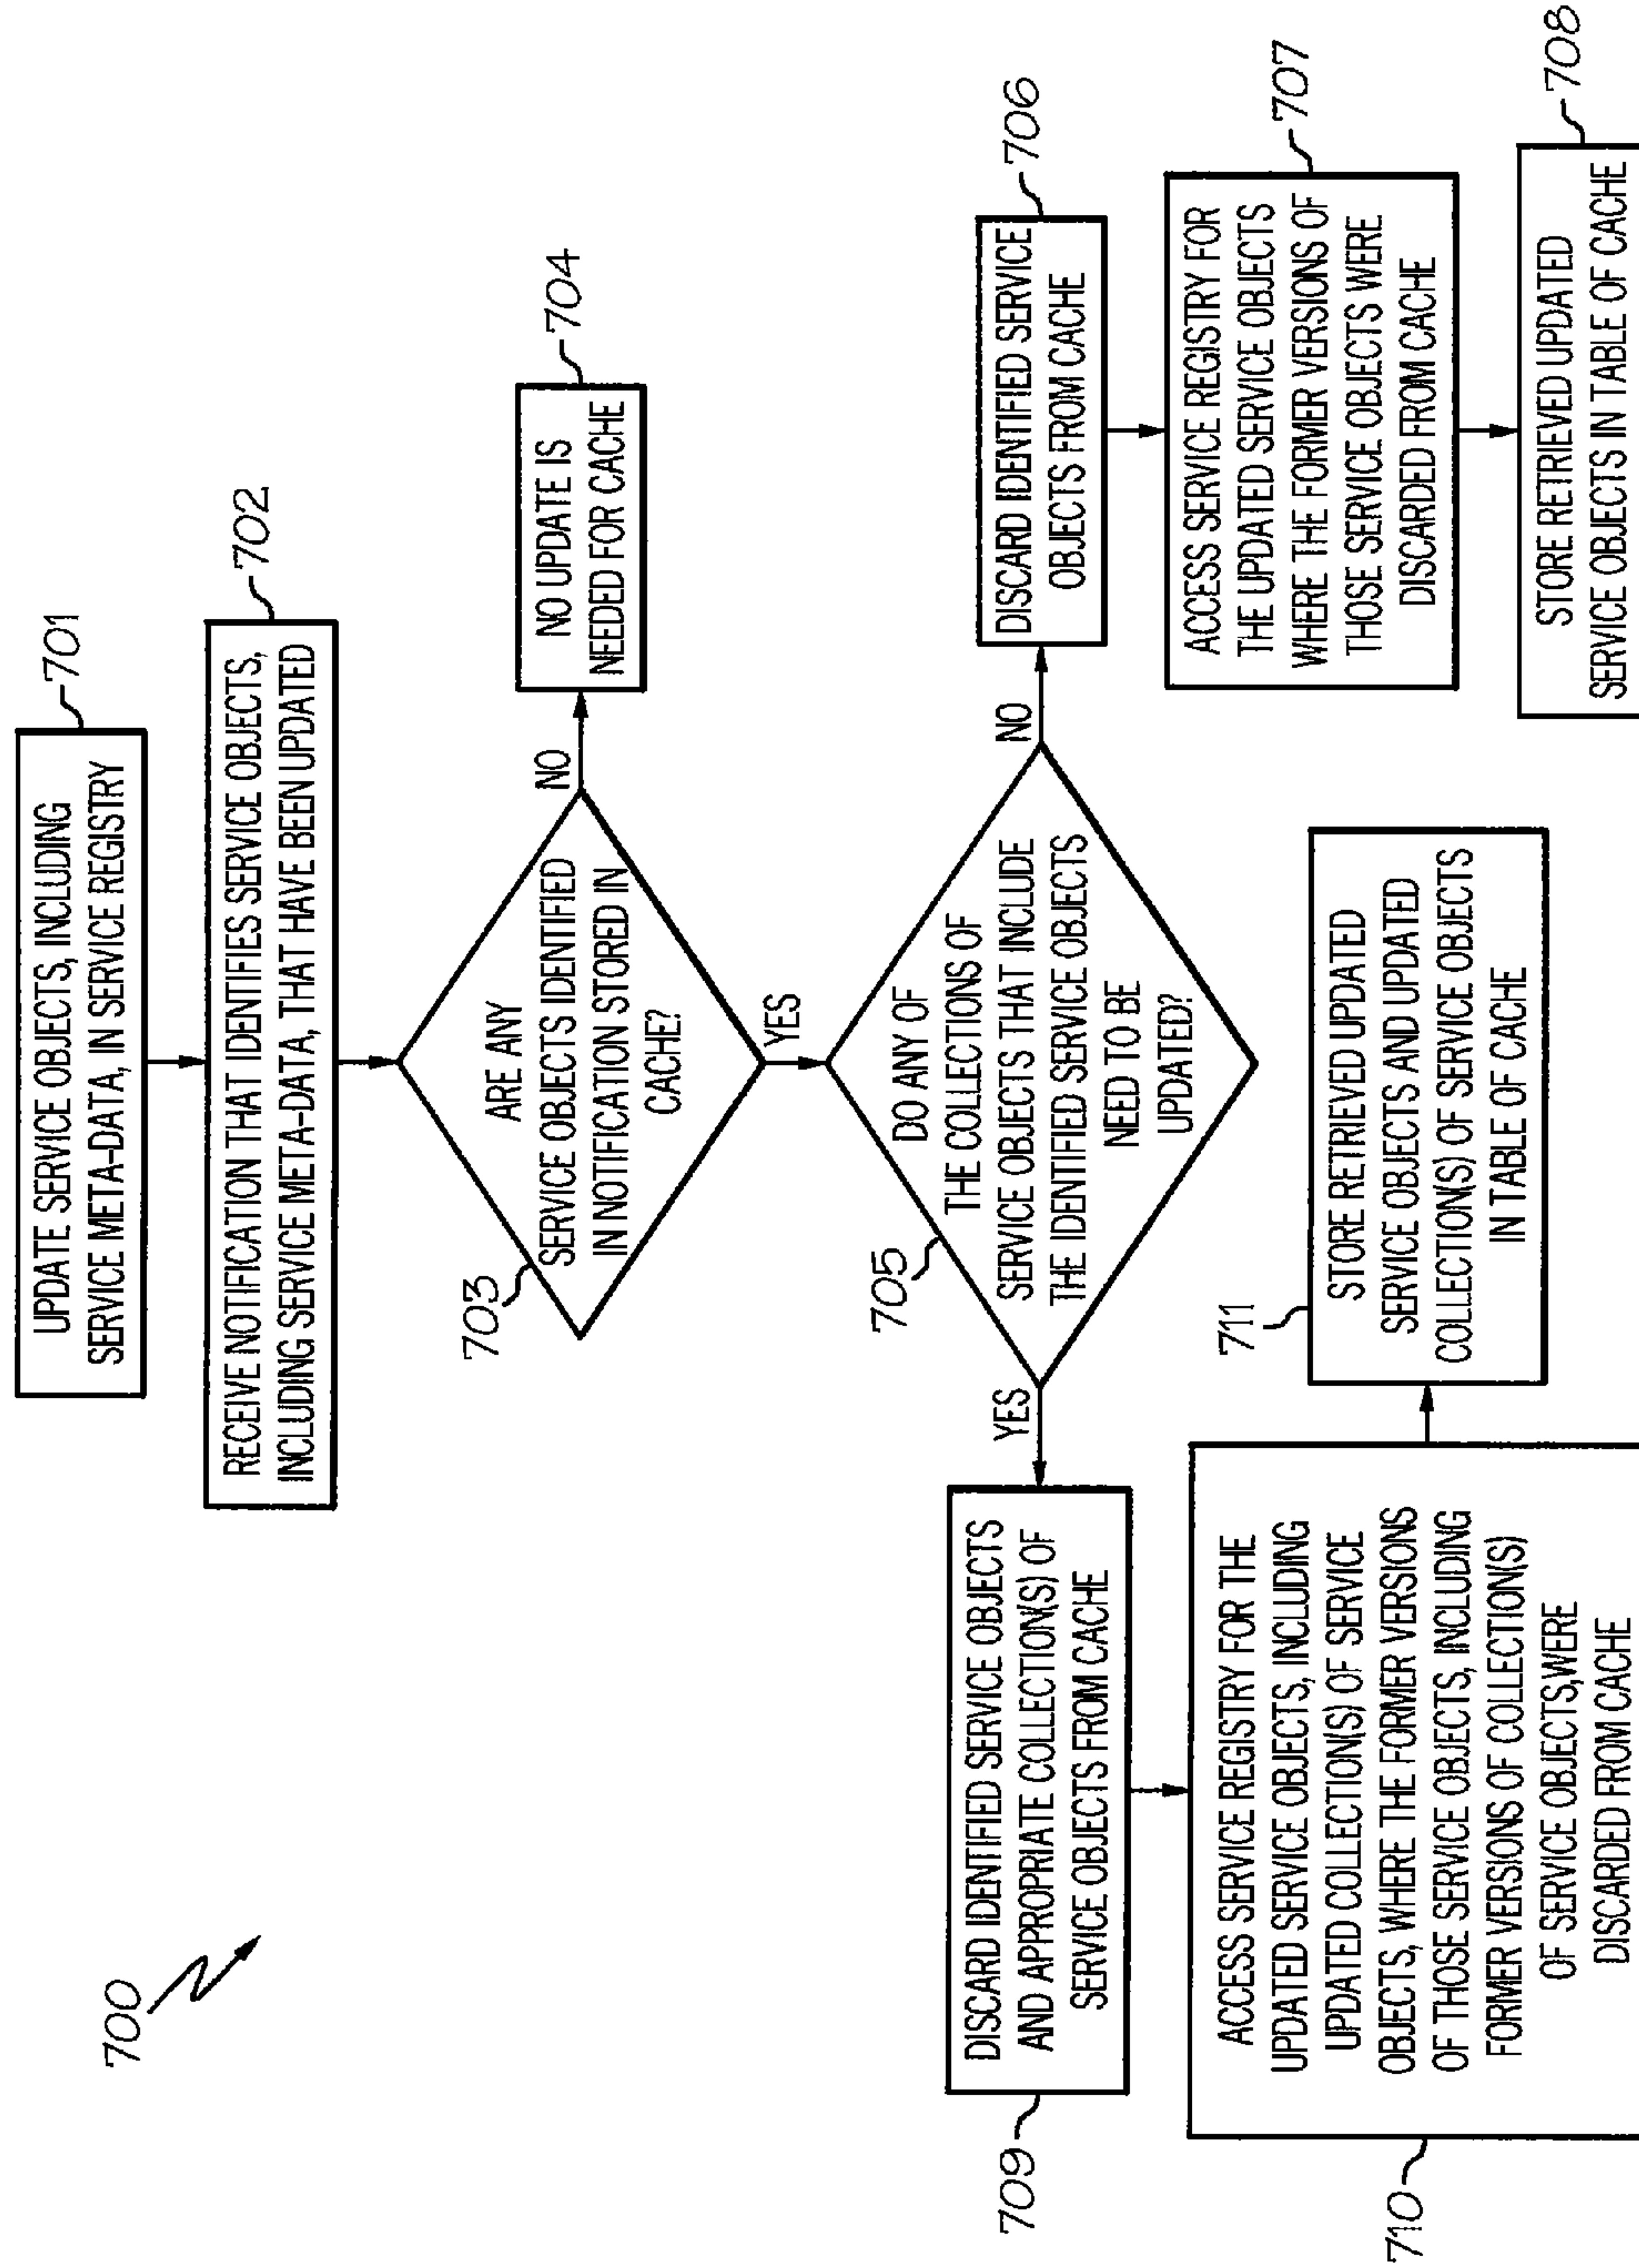 700
UPDATE SERVICE OBJECTS, INCLUDING
SERVICE META-DATA, IN SERVICE REGISTRY
701
RECEIVE NOTIFICATION THAT IDENTIFIES SERVICE OBJECTS,
INCLUDING SERVICE META-DATA, THAT HAVE BEEN UPDATED
702
ARE ANY
SERVICE OBJECTS IDENTIFIED
IN NOTIFICATION STORED IN
CACHE?
703
NO
NO UPDATE IS
NEEDED FOR CACHE
704
YES
DO ANY OF
THE COLLECTIONS OF
SERVICE OBJECTS THAT INCLUDE
THE IDENTIFIED SERVICE OBJECTS
NEED TO BE
UPDATED?
705
NO
DISCARD IDENTIFIED SERVICE
OBJECTS FROM CACHE
706
ACCESS SERVICE REGISTRY FOR
THE UPDATED SERVICE OBJECTS
WHERE THE FORMER VERSIONS OF
THOSE SERVICE OBJECTS WERE
DISCARDED FROM CACHE
707
STORE RETRIEVED UPDATED
SERVICE OBJECTS IN TABLE OF CACHE
708
YES
DISCARD IDENTIFIED SERVICE OBJECTS
AND APPROPRIATE COLLECTION(S) OF
SERVICE OBJECTS FROM CACHE
709
ACCESS SERVICE REGISTRY FOR THE
UPDATED SERVICE OBJECTS, INCLUDING
UPDATED COLLECTION(S) OF SERVICE
OBJECTS, WHERE THE FORMER VERSIONS
OF THOSE SERVICE OBJECTS, INCLUDING
FORMER VERSIONS OF COLLECTION(S)
OF SERVICE OBJECTS,WERE
DISCARDED FROM CACHE
710
STORE RETRIEVED UPDATED
SERVICE OBJECTS AND UPDATED
COLLECTION(S) OF SERVICE OBJECTS
IN TABLE OF CACHE
711